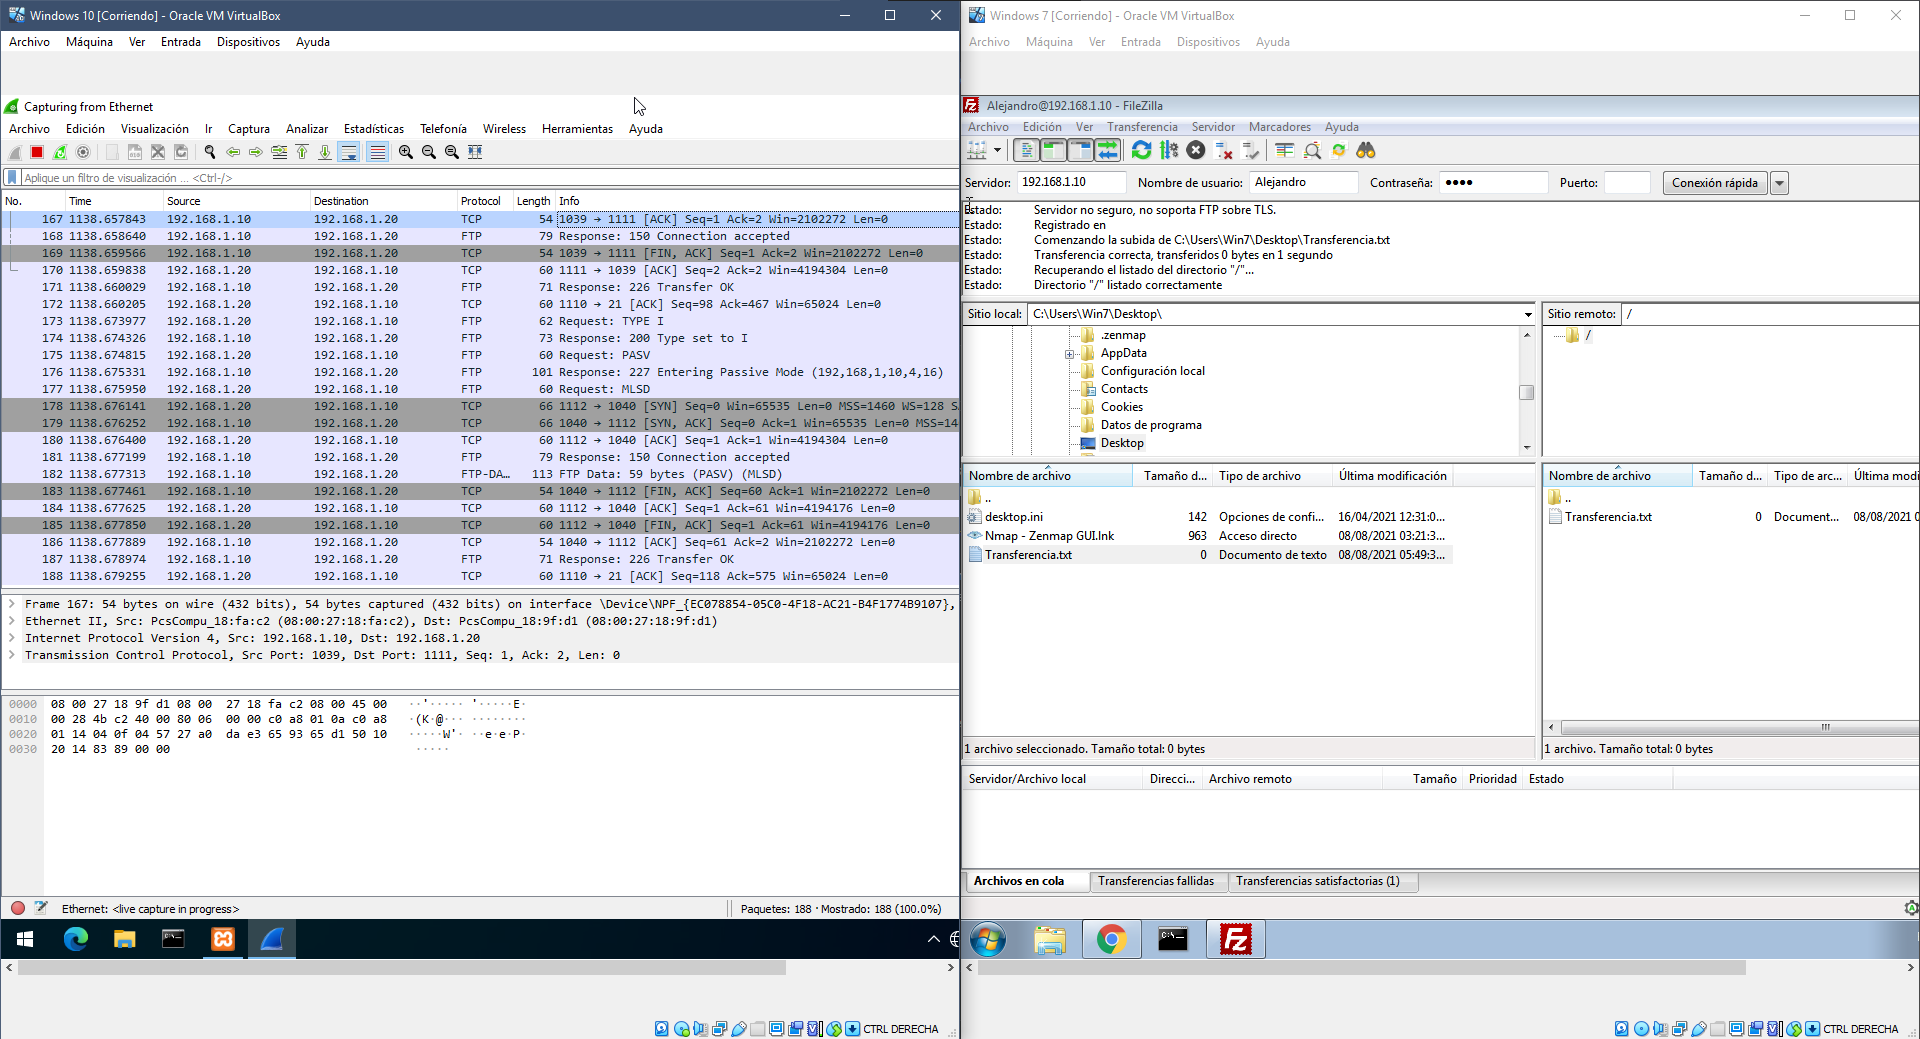 Windows 10 [Corriendo] - Oracle VM VirtualBox
Archivo Máquina Ver Entrada Dispositivos Ayuda
Capturing from Ethernet
Archivo Edición Visualización Ir Captura Analizar Estadísticas Telefonía Wireless Herramientas Ayuda
Aplique un filtro de visualización ... <Ctrl-/>
No. Time Source Destination Protocol Length Info
167 1138.657843 192.168.1.10 192.168.1.20 TCP 54 1039 → 1111 [ACK] Seq=1 Ack=2 Win=2102272 Len=0
168 1138.658640 192.168.1.10 192.168.1.20 FTP 79 Response: 150 Connection accepted
169 1138.659566 192.168.1.10 192.168.1.20 TCP 54 1039 → 1111 [FIN, ACK] Seq=1 Ack=2 Win=2102272 Len=0
170 1138.659838 192.168.1.20 192.168.1.10 TCP 60 1111 → 1039 [ACK] Seq=2 Ack=2 Win=4194304 Len=0
171 1138.660029 192.168.1.10 192.168.1.20 FTP 71 Response: 226 Transfer OK
172 1138.660205 192.168.1.20 192.168.1.10 TCP 60 1110 → 21 [ACK] Seq=98 Ack=467 Win=65024 Len=0
173 1138.673977 192.168.1.20 192.168.1.10 FTP 62 Request: TYPE I
174 1138.674326 192.168.1.10 192.168.1.20 FTP 73 Response: 200 Type set to I
175 1138.674815 192.168.1.20 192.168.1.10 FTP 60 Request: PASV
176 1138.675331 192.168.1.10 192.168.1.20 FTP 101 Response: 227 Entering Passive Mode (192,168,1,10,4,16)
177 1138.675950 192.168.1.20 192.168.1.10 FTP 60 Request: MLSD
178 1138.676141 192.168.1.20 192.168.1.10 TCP 66 1112 → 1040 [SYN] Seq=0 Win=65535 Len=0 MSS=1460 WS=128 S
179 1138.676252 192.168.1.10 192.168.1.20 TCP 66 1040 → 1112 [SYN, ACK] Seq=0 Ack=1 Win=65535 Len=0 MSS=14
180 1138.676400 192.168.1.20 192.168.1.10 TCP 60 1112 → 1040 [ACK] Seq=1 Ack=1 Win=4194304 Len=0
181 1138.677199 192.168.1.10 192.168.1.20 FTP 79 Response: 150 Connection accepted
182 1138.677313 192.168.1.10 192.168.1.20 FTP-DA... 113 FTP Data: 59 bytes (PASV) (MLSD)
183 1138.677461 192.168.1.10 192.168.1.20 TCP 54 1040 → 1112 [FIN, ACK] Seq=60 Ack=1 Win=2102272 Len=0
184 1138.677625 192.168.1.20 192.168.1.10 TCP 60 1112 → 1040 [ACK] Seq=1 Ack=61 Win=4194176 Len=0
185 1138.677850 192.168.1.20 192.168.1.10 TCP 60 1112 → 1040 [FIN, ACK] Seq=1 Ack=61 Win=4194176 Len=0
186 1138.677889 192.168.1.10 192.168.1.20 TCP 54 1040 → 1112 [ACK] Seq=61 Ack=2 Win=2102272 Len=0
187 1138.678974 192.168.1.10 192.168.1.20 FTP 71 Response: 226 Transfer OK
188 1138.679255 192.168.1.20 192.168.1.10 TCP 60 1110 → 21 [ACK] Seq=118 Ack=575 Win=65024 Len=0
Frame 167: 54 bytes on wire (432 bits), 54 bytes captured (432 bits) on interface \Device\NPF_{EC078854-05C0-4F18-AC21-B4F1774B9107},
Ethernet II, Src: PcsCompu_18:fa:c2 (08:00:27:18:fa:c2), Dst: PcsCompu_18:9f:d1 (08:00:27:18:9f:d1)
Internet Protocol Version 4, Src: 192.168.1.10, Dst: 192.168.1.20
Transmission Control Protocol, Src Port: 1039, Dst Port: 1111, Seq: 1, Ack: 2, Len: 0
0000 08 00 27 18 9f d1 08 00 27 18 fa c2 08 00 45 00 ··'····· '·····E·
0010 00 28 4b c2 40 00 80 06 00 00 c0 a8 01 0a c0 a8 ·(K·@··· ········
0020 01 14 04 0f 04 57 27 a0 da e3 65 93 65 d1 50 10 ·····W'· ··e·e·P·
0030 20 14 83 89 00 00 ·····
Ethernet: <live capture in progress>
Paquetes: 188 · Mostrado: 188 (100.0%)
CTRL DERECHA
Windows 7 [Corriendo] - Oracle VM VirtualBox
Archivo Máquina Ver Entrada Dispositivos Ayuda
Alejandro@192.168.1.10 - FileZilla
Archivo Edición Ver Transferencia Servidor Marcadores Ayuda
Servidor: 192.168.1.10 Nombre de usuario: Alejandro Contraseña: ●●●● Puerto: Conexión rápida
Estado: Servidor no seguro, no soporta FTP sobre TLS.
Estado: Registrado en
Estado: Comenzando la subida de C:\Users\Win7\Desktop\Transferencia.txt
Estado: Transferencia correcta, transferidos 0 bytes en 1 segundo
Estado: Recuperando el listado del directorio "/"...
Estado: Directorio "/" listado correctamente
Sitio local: C:\Users\Win7\Desktop\
.zenmap
AppData
Configuración local
Contacts
Cookies
Datos de programa
Desktop
Sitio remoto: /
/
Nombre de archivo Tamaño d... Tipo de archivo Última modificación
..
desktop.ini 142 Opciones de confi... 16/04/2021 12:31:0...
Nmap - Zenmap GUI.lnk 963 Acceso directo 08/08/2021 03:21:3...
Transferencia.txt 0 Documento de texto 08/08/2021 05:49:3...
1 archivo seleccionado. Tamaño total: 0 bytes
Nombre de archivo Tamaño d... Tipo de arc... Última modi
..
Transferencia.txt 0 Document... 08/08/2021 0
1 archivo. Tamaño total: 0 bytes
Servidor/Archivo local Direcci... Archivo remoto Tamaño Prioridad Estado
Archivos en cola Transferencias fallidas Transferencias satisfactorias (1)
CTRL DERECHA